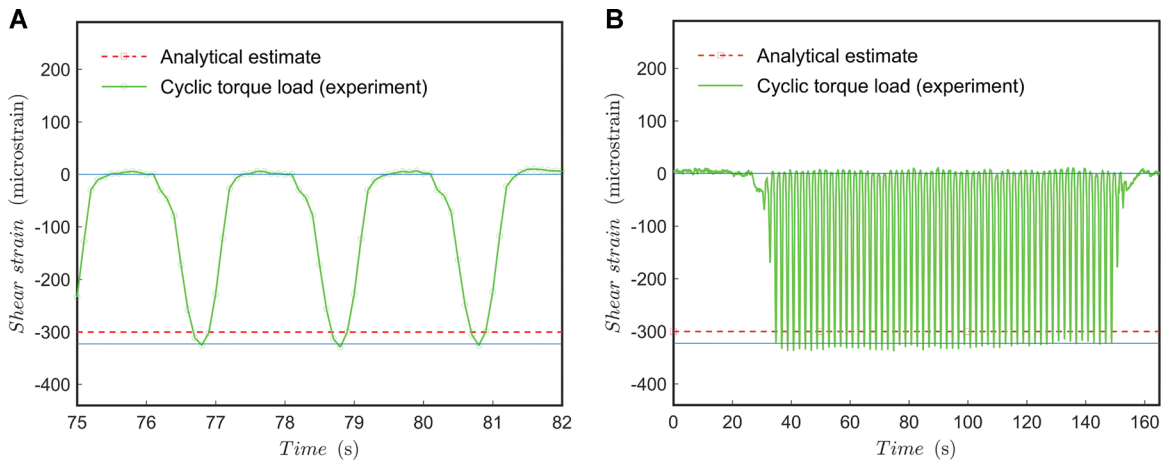 A
Analytical estimate
Cyclic torque load (experiment)
Shear strain (microstrain)
200
100
0
-100
-200
-300
-400
75 76 77 78 79 80 81 82
Time (s)
B
Analytical estimate
Cyclic torque load (experiment)
Shear strain (microstrain)
200
100
0
-100
-200
-300
-400
0 20 40 60 80 100 120 140 160
Time (s)